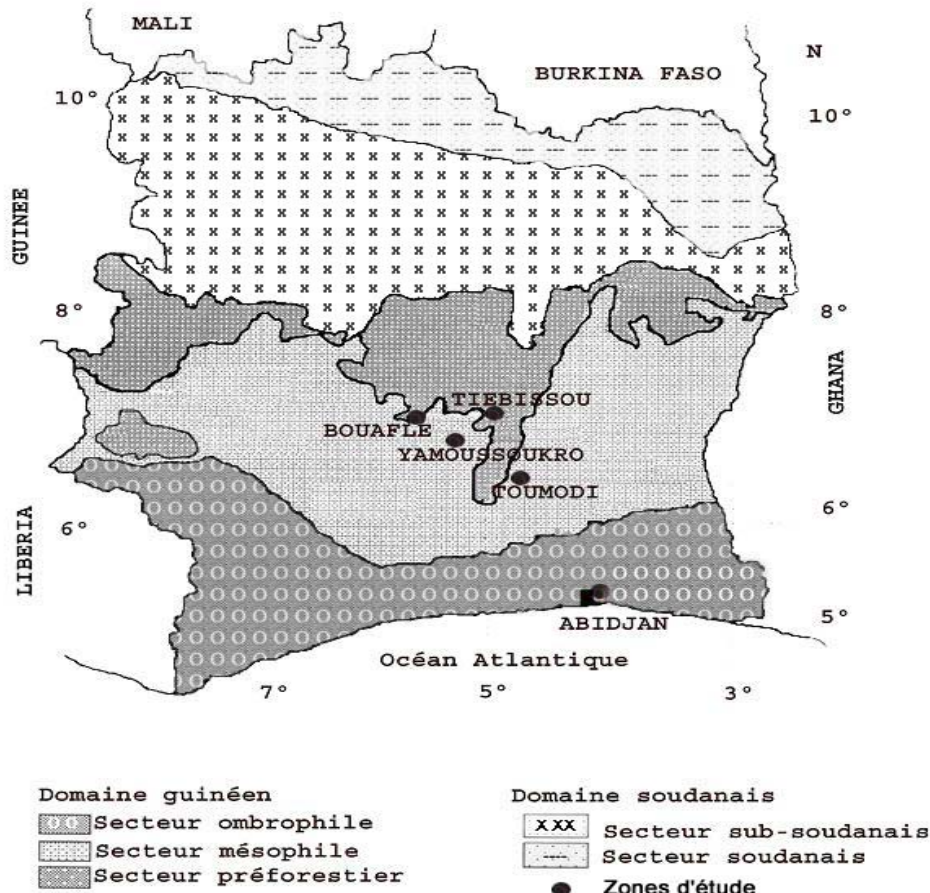 MALI
N
BURKINA FASO
10°
10°
GUINEE
8°
8°
GHANA
TIEBISSOU
BOUAFLE
YAMOUSSOUKRO
TOUMODI
LIBERIA
6°
6°
5°
ABIDJAN
Océan Atlantique
7°
5°
3°
Domaine guinéen
Secteur ombrophile
Secteur mésophile
Secteur préforestier
Domaine soudanais
Secteur sub-soudanais
Secteur soudanais
Zones d'étude